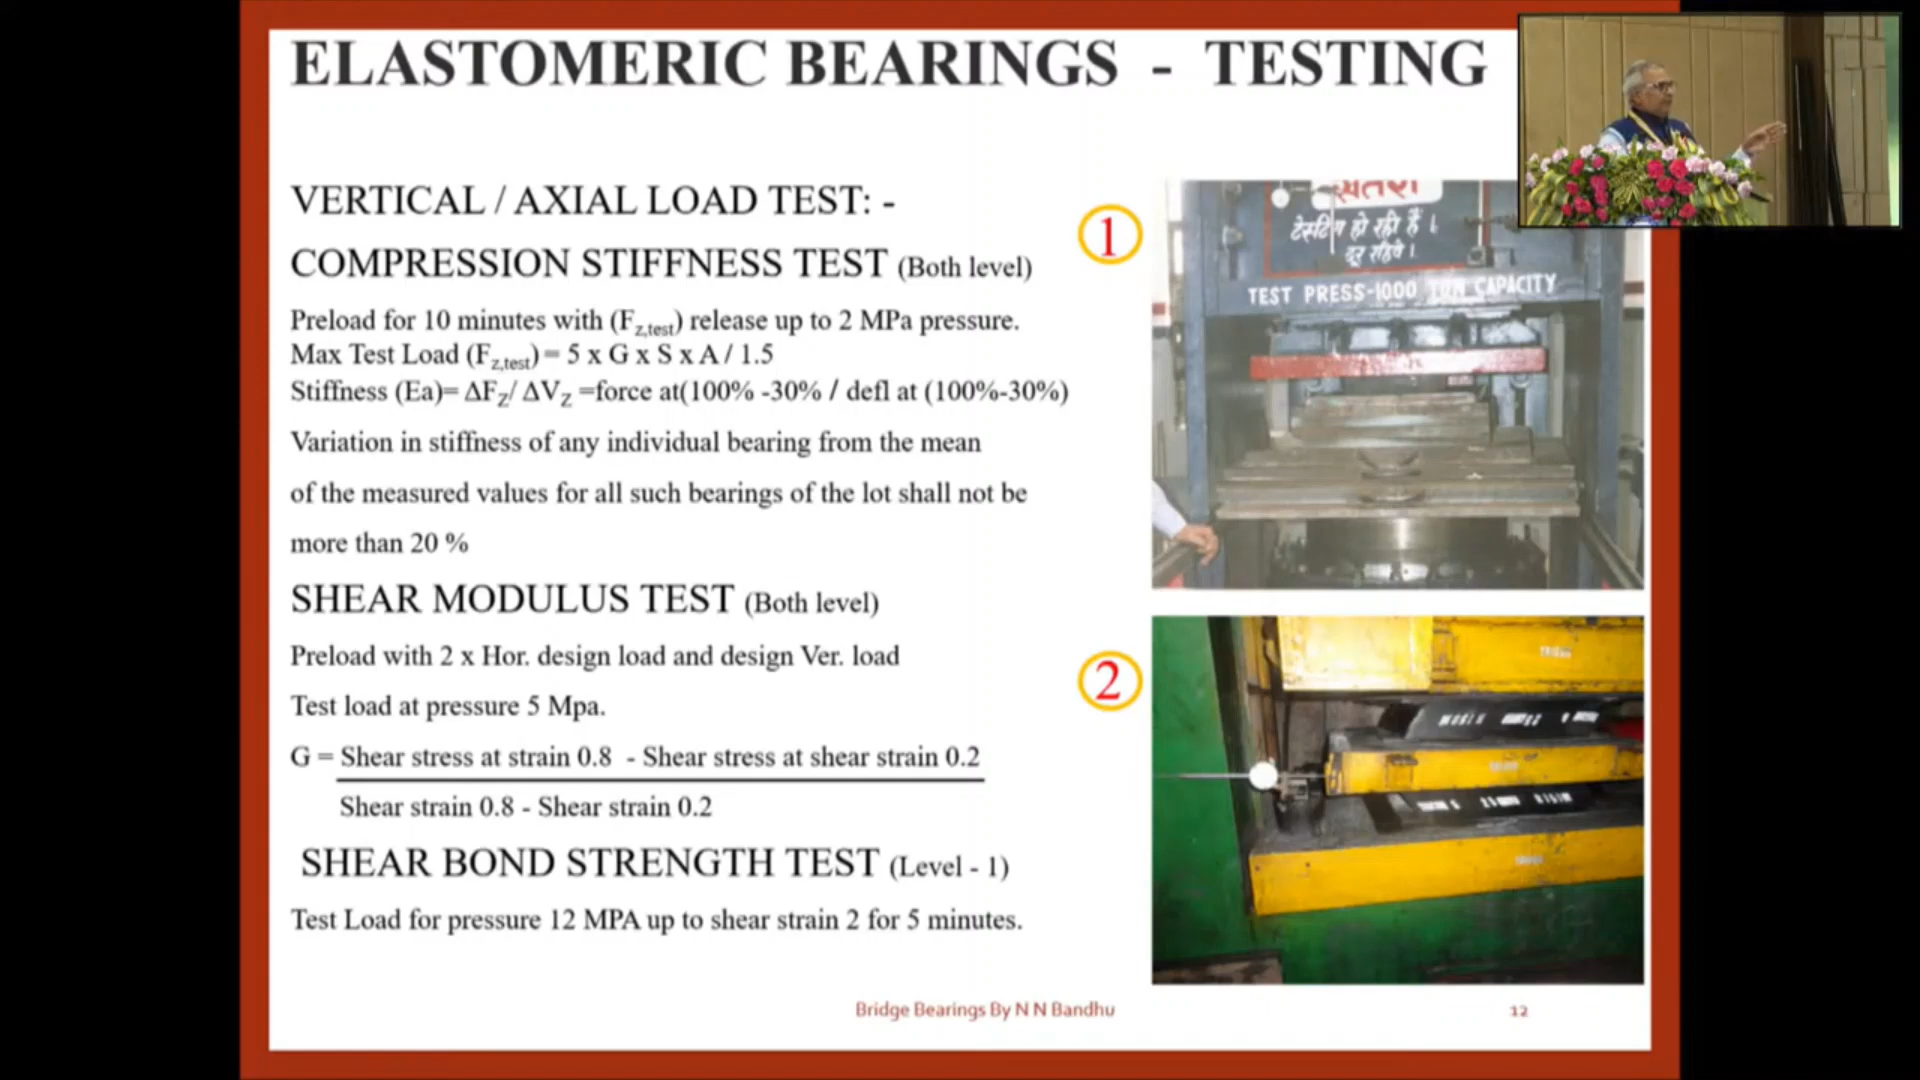 ELASTOMERIC BEARINGS - TESTING
VERTICAL / AXIAL LOAD TEST: -
COMPRESSION STIFFNESS TEST (Both level)
Preload for 10 minutes with (Fz,test) release up to 2 MPa pressure.
Max Test Load (Fz,test)= 5 x G x S x A / 1.5
Stiffness (Ea)= ΔFZ/ ΔVZ =force at(100% -30% / defl at (100%-30%)
Variation in stiffness of any individual bearing from the mean
of the measured values for all such bearings of the lot shall not be
more than 20 %
SHEAR MODULUS TEST (Both level)
Preload with 2 x Hor. design load and design Ver. load
Test load at pressure 5 Mpa.
G = Shear stress at strain 0.8 - Shear stress at shear strain 0.2
Shear strain 0.8 - Shear strain 0.2
SHEAR BOND STRENGTH TEST (Level - 1)
Test Load for pressure 12 MPA up to shear strain 2 for 5 minutes.
1
टेस्टिंग हो रही है।
दूर रहिये।
TEST PRESS-1000 TON CAPACITY
2
Bridge Bearings By N N Bandhu
12